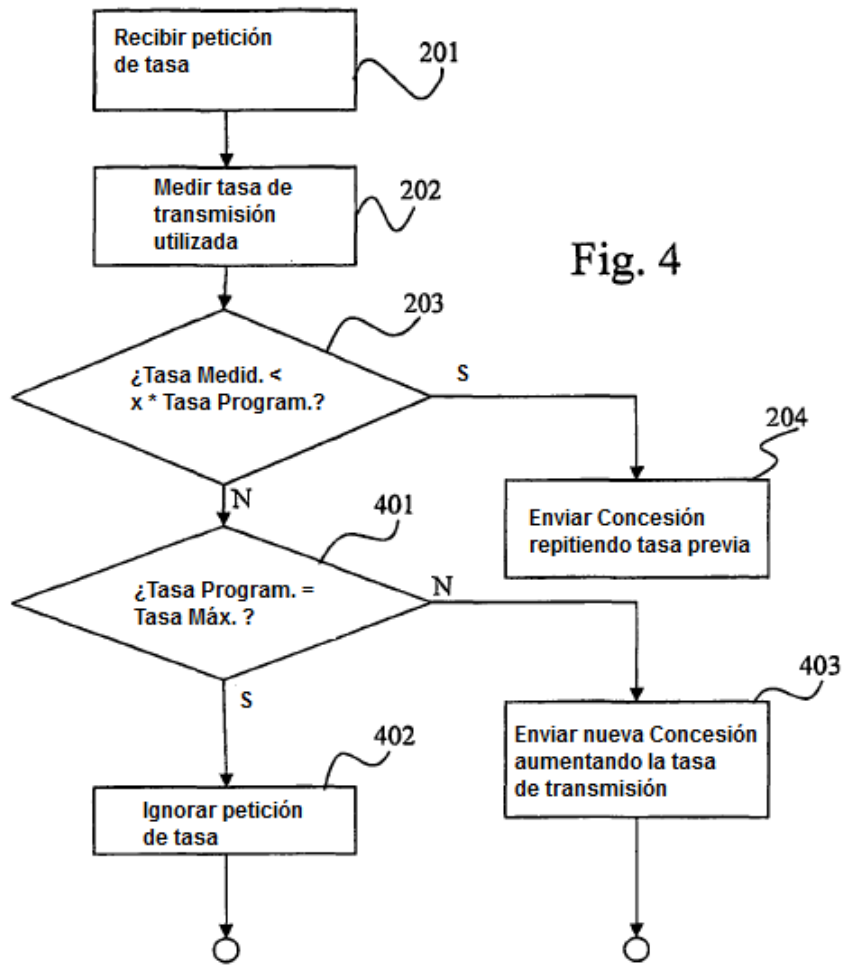 Recibir petición
de tasa
201
Medir tasa de
transmisión
utilizada
202
Fig. 4
203
¿Tasa Medid. <
x * Tasa Program.?
S
204
Enviar Concesión
repitiendo tasa previa
N
401
¿Tasa Program. =
Tasa Máx. ?
N
403
S
Enviar nueva Concesión
aumentando la tasa
de transmisión
402
Ignorar petición
de tasa